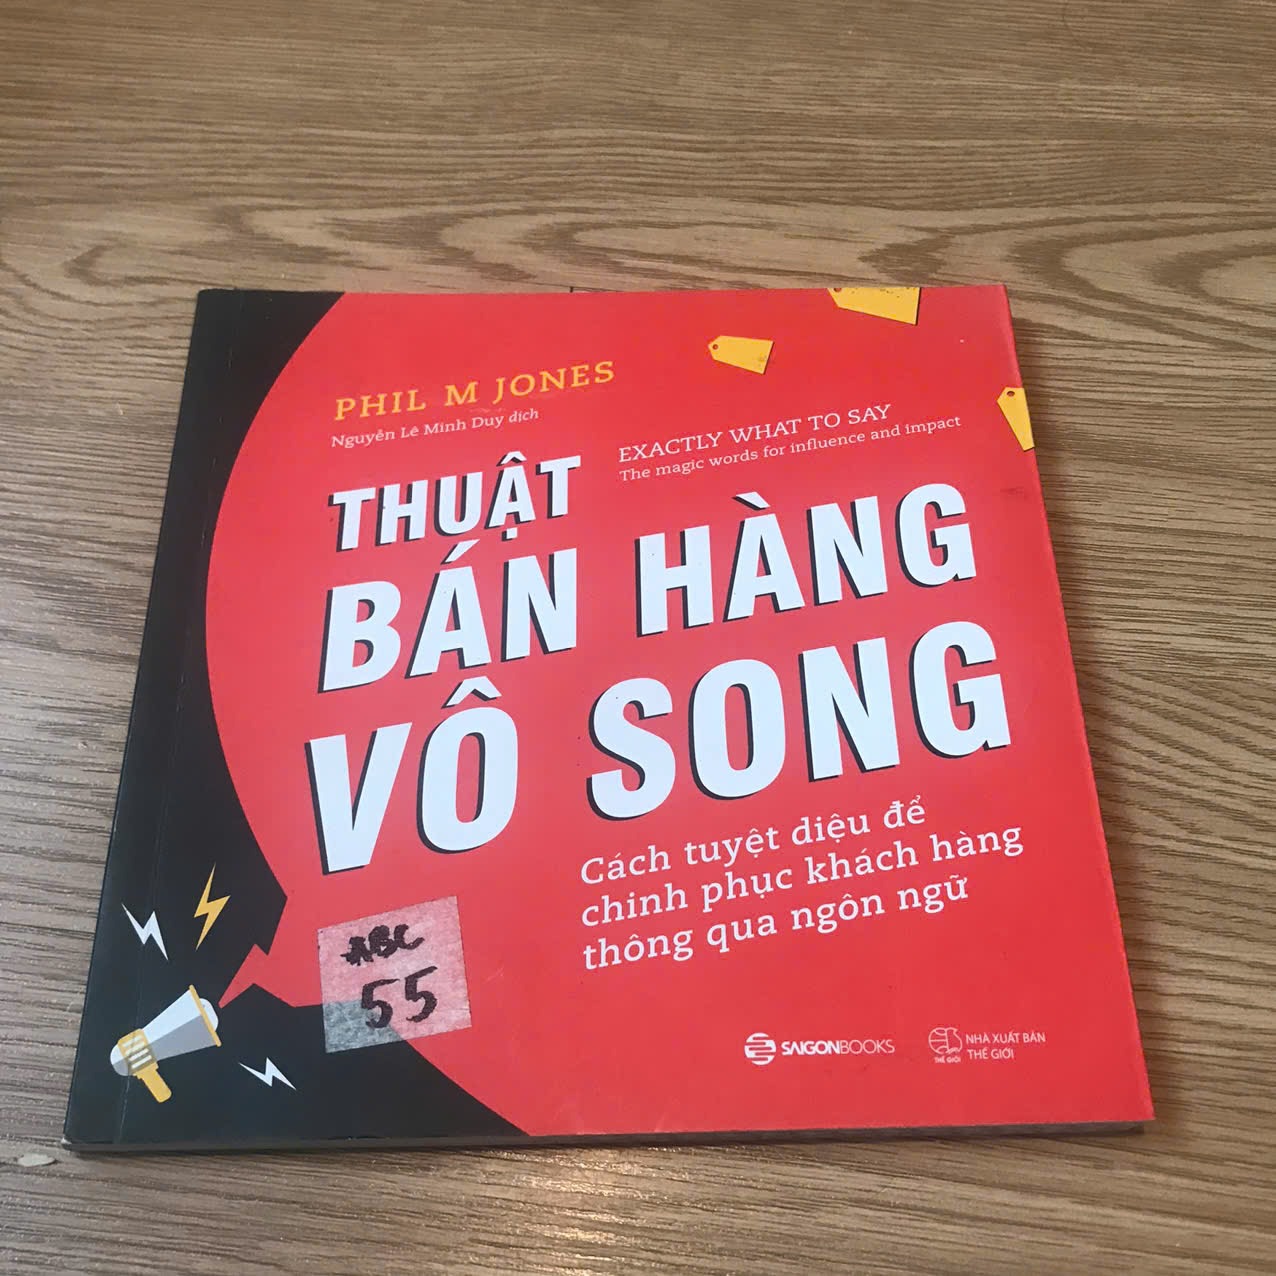 PHIL M JONES
Nguyễn Lê Minh Duy dịch
EXACTLY WHAT TO SAY
The magic words for influence and impact
THUẬT
BÁN HÀNG
VÔ SONG
Cách tuyệt diệu để
chinh phục khách hàng
thông qua ngôn ngữ
ABC
55
SAIGONBOOKS
THẾ GIỚI
NHÀ XUẤT BẢN
THẾ GIỚI